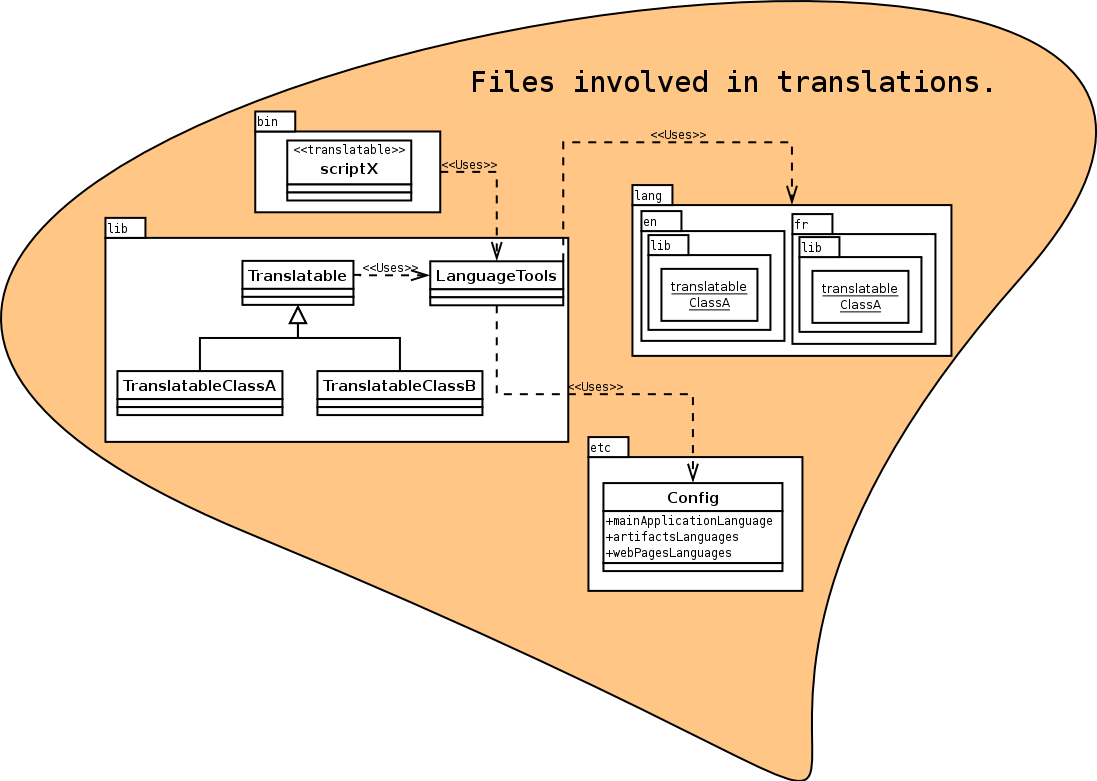 Files involved in translations.
bin
<<translatable>>
scriptX
<<Uses>>
<<Uses>>
lib
Translatable
<<Uses>>
LanguageTools
TranslatableClassA
TranslatableClassB
lang
en
lib
translatable
ClassA
fr
lib
translatable
ClassA
<<Uses>>
etc
Config
+mainApplicationLanguage
+artifactsLanguages
+webPagesLanguages